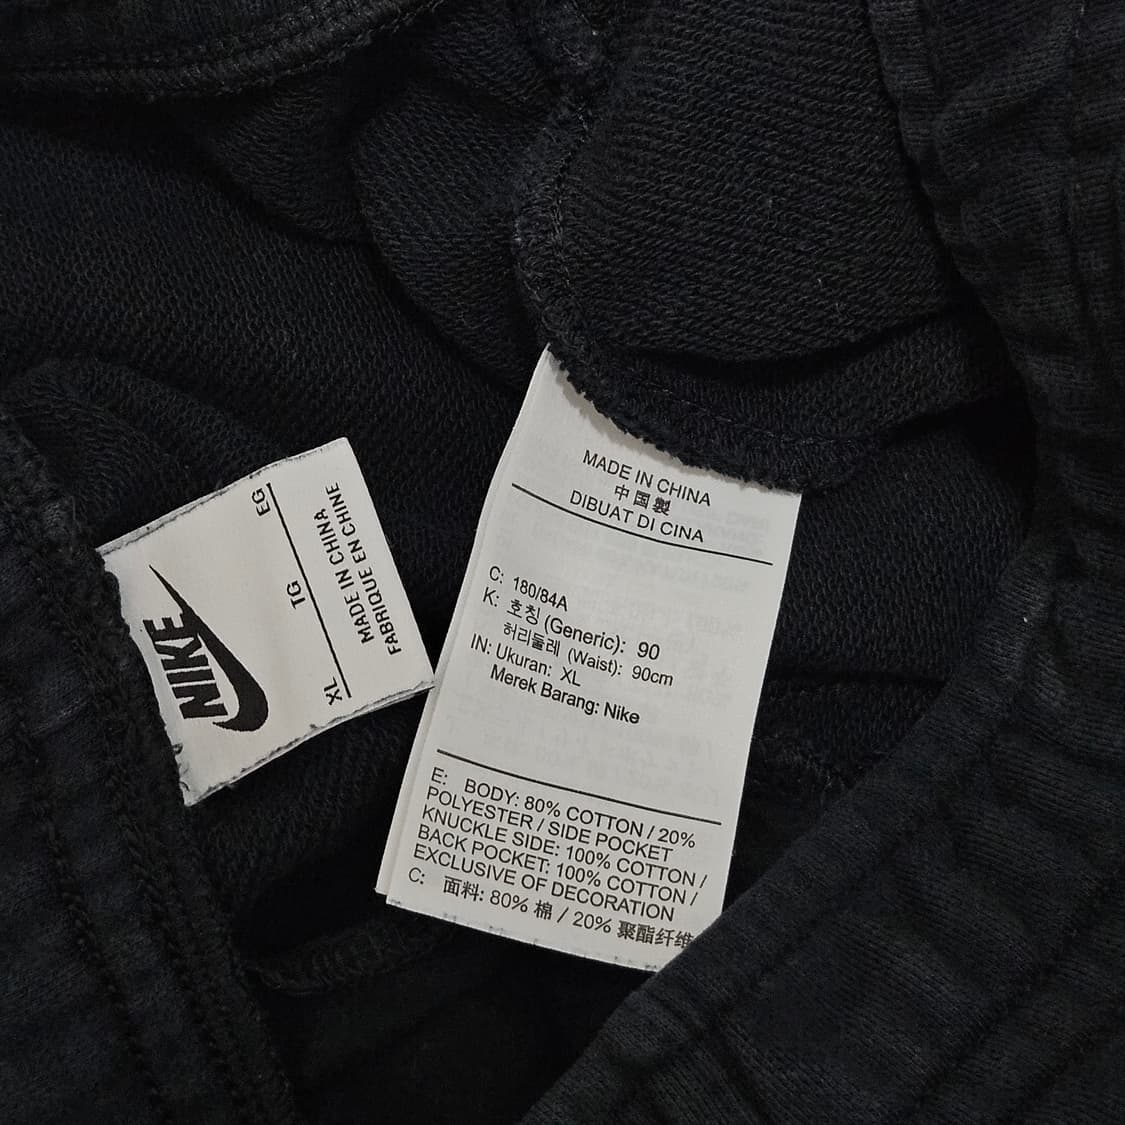 NIKE
XL TG EG
MADE IN CHINA
FABRIQUE EN CHINE
MADE IN CHINA
中国製
DIBUAT DI CINA
C: 180/84A
K: 호칭 (Generic): 90
허리둘레 (Waist): 90cm
IN: Ukuran: XL
Merek Barang: Nike
E: BODY: 80% COTTON / 20%
POLYESTER / SIDE POCKET
KNUCKLE SIDE: 100% COTTON /
BACK POCKET: 100% COTTON /
EXCLUSIVE OF DECORATION
C: 面料: 80% 棉 / 20% 聚酯纤维